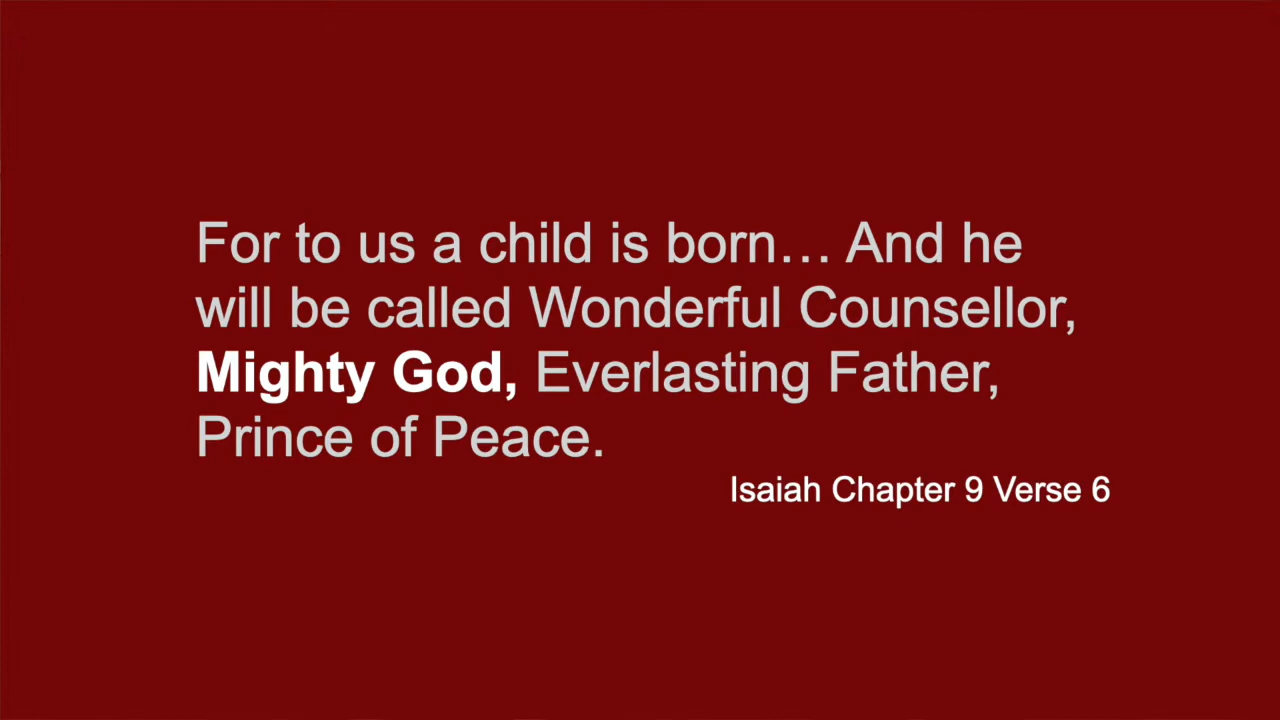 For to us a child is born… And he
will be called Wonderful Counsellor,
Mighty God, Everlasting Father,
Prince of Peace.
Isaiah Chapter 9 Verse 6